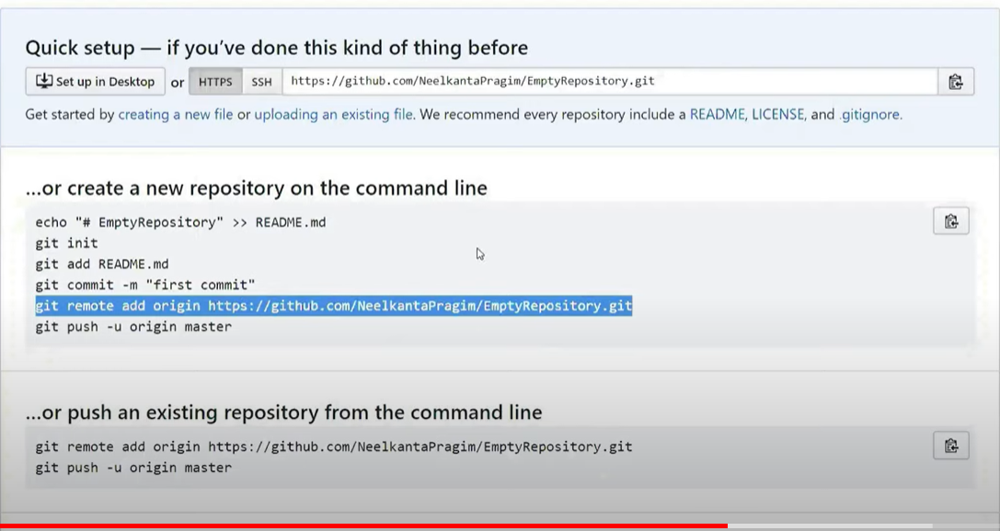 Quick setup — if you've done this kind of thing before
Set up in Desktop or HTTPS SSH https://github.com/NeelkantaPragim/EmptyRepository.git
Get started by creating a new file or uploading an existing file. We recommend every repository include a README, LICENSE, and .gitignore.
...or create a new repository on the command line
echo "# EmptyRepository" >> README.md
git init
git add README.md
git commit -m "first commit"
git remote add origin https://github.com/NeelkantaPragim/EmptyRepository.git
git push -u origin master
...or push an existing repository from the command line
git remote add origin https://github.com/NeelkantaPragim/EmptyRepository.git
git push -u origin master